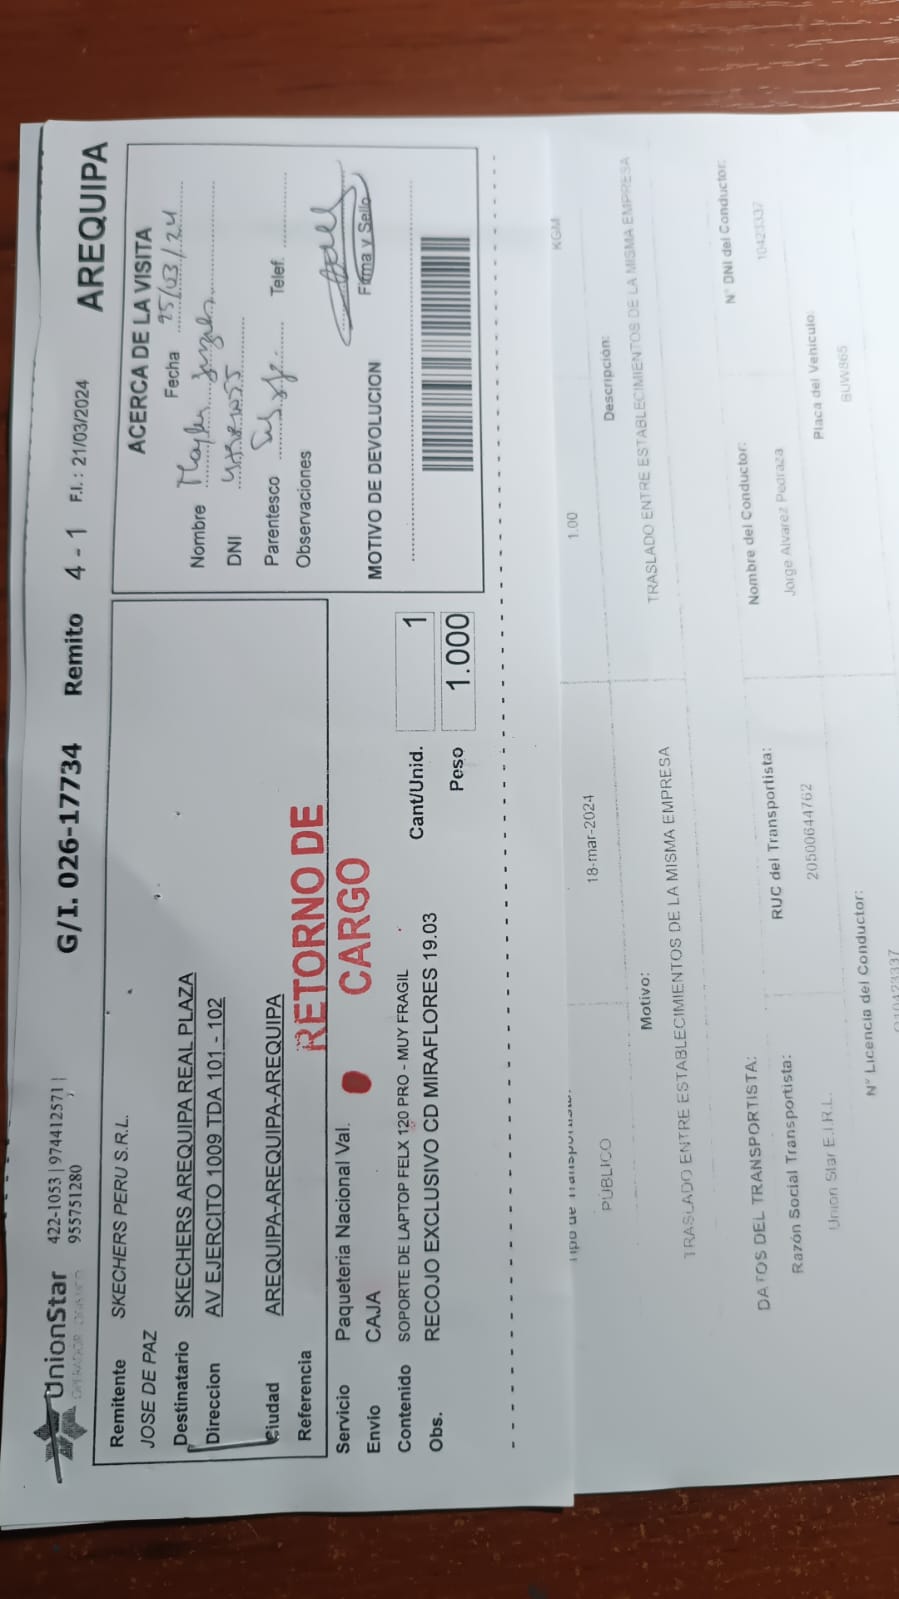 UnionStar
OPERADOR LOGISTICO
422-1053 | 974412571 |
955751280
G/I. 026-17734
Remito 4 - 1
F.I.: 21/03/2024
AREQUIPA
Remitente SKECHERS PERU S.R.L.
JOSE DE PAZ
Destinatario SKECHERS AREQUIPA REAL PLAZA
Direccion AV EJERCITO 1009 TDA 101 - 102
Ciudad AREQUIPA-AREQUIPA-AREQUIPA
Referencia
RETORNO DE
CARGO
Servicio Paqueteria Nacional Val.
Envío CAJA
Contenido SOPORTE DE LAPTOP FELX 120 PRO - MUY FRAGIL
Obs. RECOJO EXCLUSIVO CD MIRAFLORES 19.03
Cant/Unid. 1
Peso 1.000
ACERCA DE LA VISITA
Fecha 25/03/24
Nombre
DNI
Parentesco
Telef.
Observaciones
Firma y Sello
MOTIVO DE DEVOLUCION
1.00
KGM
18-mar-2024
PÚBLICO
Motivo:
Descripción:
TRASLADO ENTRE ESTABLECIMIENTOS DE LA MISMA EMPRESA
TRASLADO ENTRE ESTABLECIMIENTOS DE LA MISMA EMPRESA
DATOS DEL TRANSPORTISTA:
Razón Social Transportista:
RUC del Transportista:
Nombre del Conductor:
N° DNI del Conductor:
Union Star E.I.R.L.
20500644762
Jorge Alvarez Pedraza
10423337
N° Licencia del Conductor:
Placa del Vehículo:
BUW865